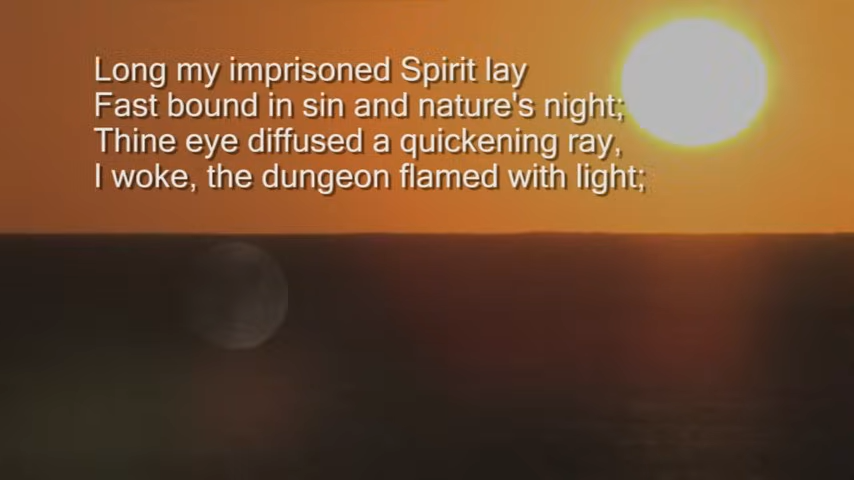 Long my imprisoned Spirit lay
Fast bound in sin and nature's night;
Thine eye diffused a quickening ray,
I woke, the dungeon flamed with light;